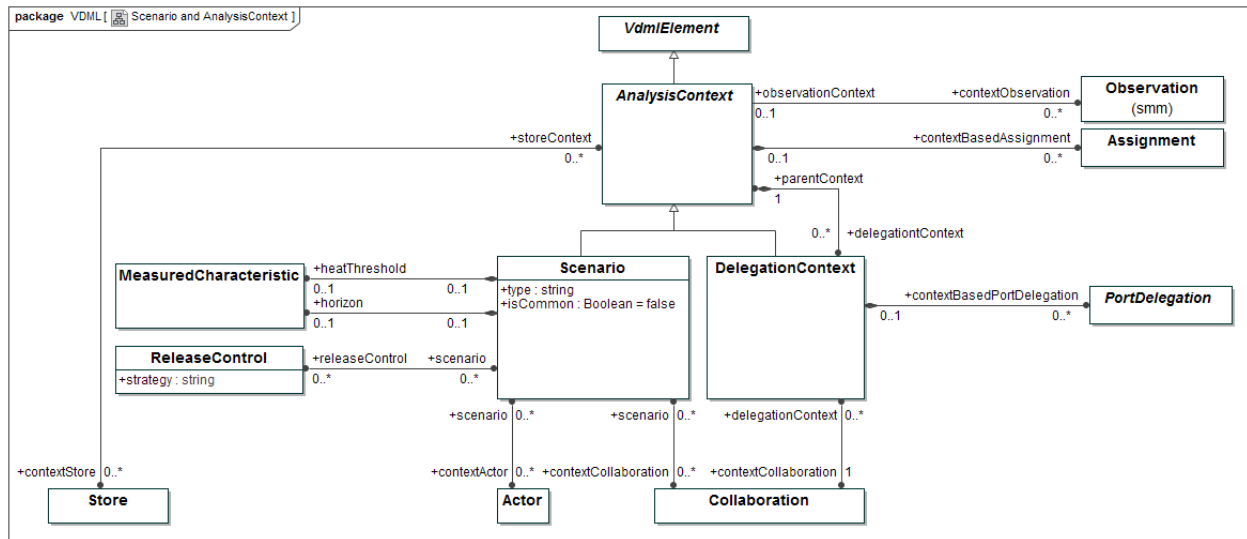 package VDML [ Scenario and AnalysisContext ]
VdmlElement
AnalysisContext
+observationContext
+contextObservation
0..1
0..*
Observation
(smm)
+storeContext
0..*
+contextBasedAssignment
0..1
0..*
Assignment
+parentContext
1
0..*
+delegationtContext
MeasuredCharacteristic
+heatThreshold
0..1
0..1
+horizon
0..1
0..1
Scenario
+type : string
+isCommon : Boolean = false
DelegationContext
+contextBasedPortDelegation
0..1
0..*
PortDelegation
ReleaseControl
+strategy : string
+releaseControl
+scenario
0..*
0..*
+scenario
0..*
+scenario
0..*
+delegationContext
0..*
+contextStore
0..*
+contextActor
0..*
+contextCollaboration
0..*
+contextCollaboration
1
Store
Actor
Collaboration